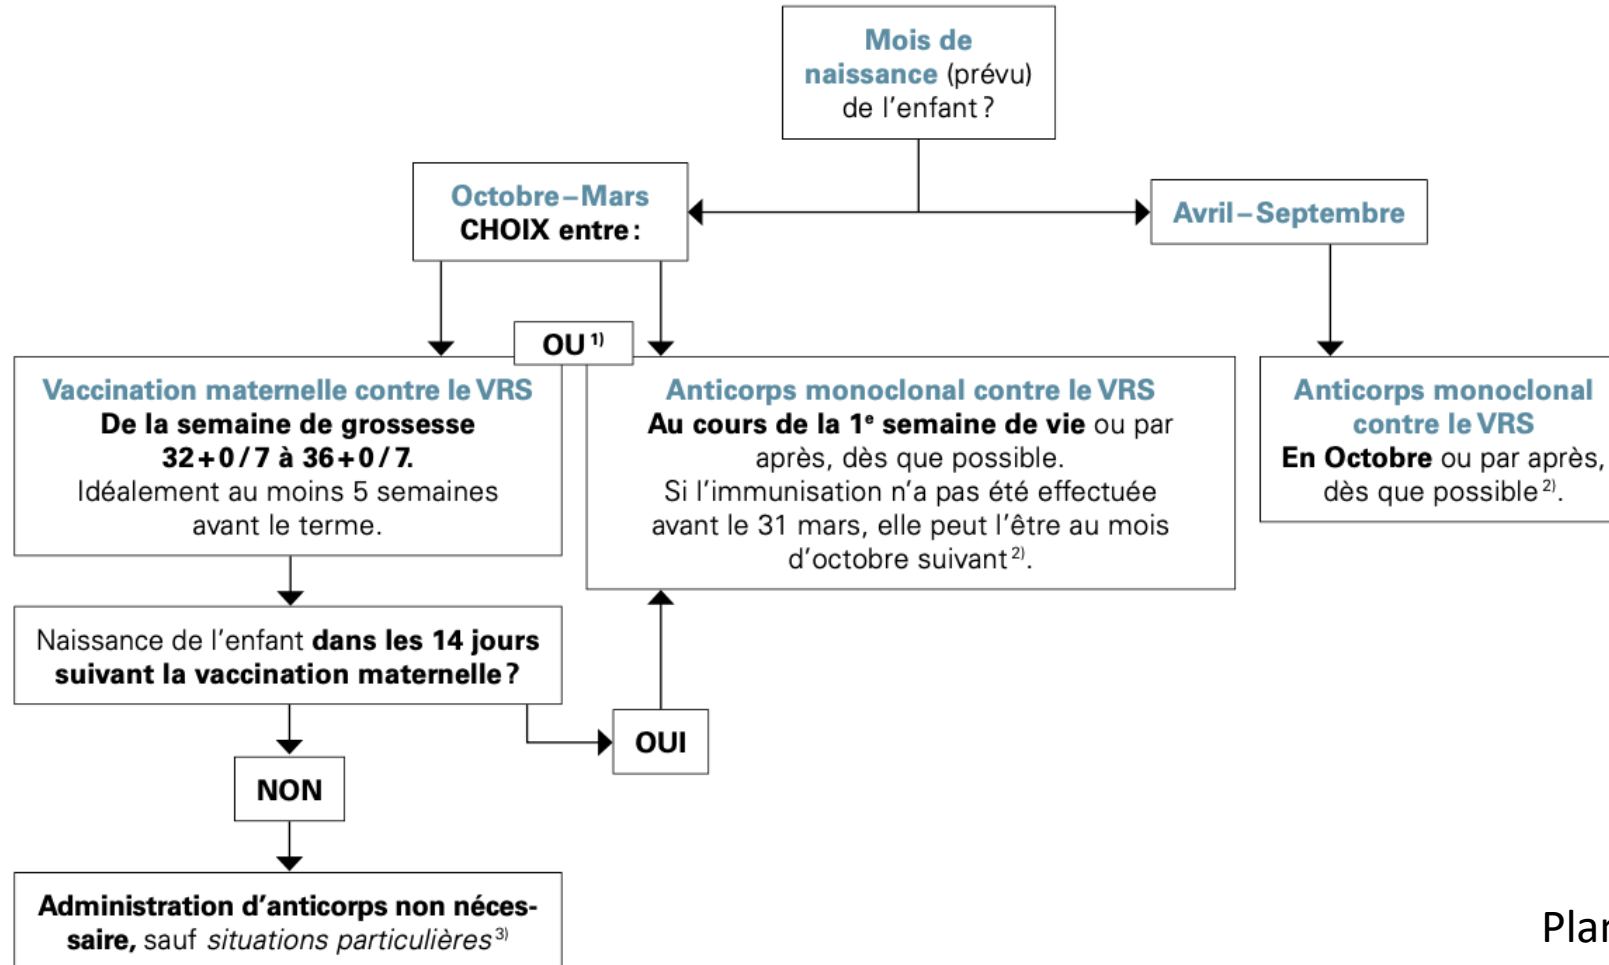 Mois de
naissance (prévu)
de l'enfant ?
Octobre – Mars
CHOIX entre :
Avril – Septembre
OU 1)
Vaccination maternelle contre le VRS
De la semaine de grossesse
32 + 0 / 7 à 36 + 0 / 7.
Idéalement au moins 5 semaines
avant le terme.
Anticorps monoclonal contre le VRS
Au cours de la 1e semaine de vie ou par
après, dès que possible.
Si l'immunisation n'a pas été effectuée
avant le 31 mars, elle peut l'être au mois
d'octobre suivant 2).
Anticorps monoclonal
contre le VRS
En Octobre ou par après,
dès que possible 2).
Naissance de l'enfant dans les 14 jours
suivant la vaccination maternelle ?
OUI
NON
Administration d'anticorps non néces-
saire, sauf situations particulières 3)